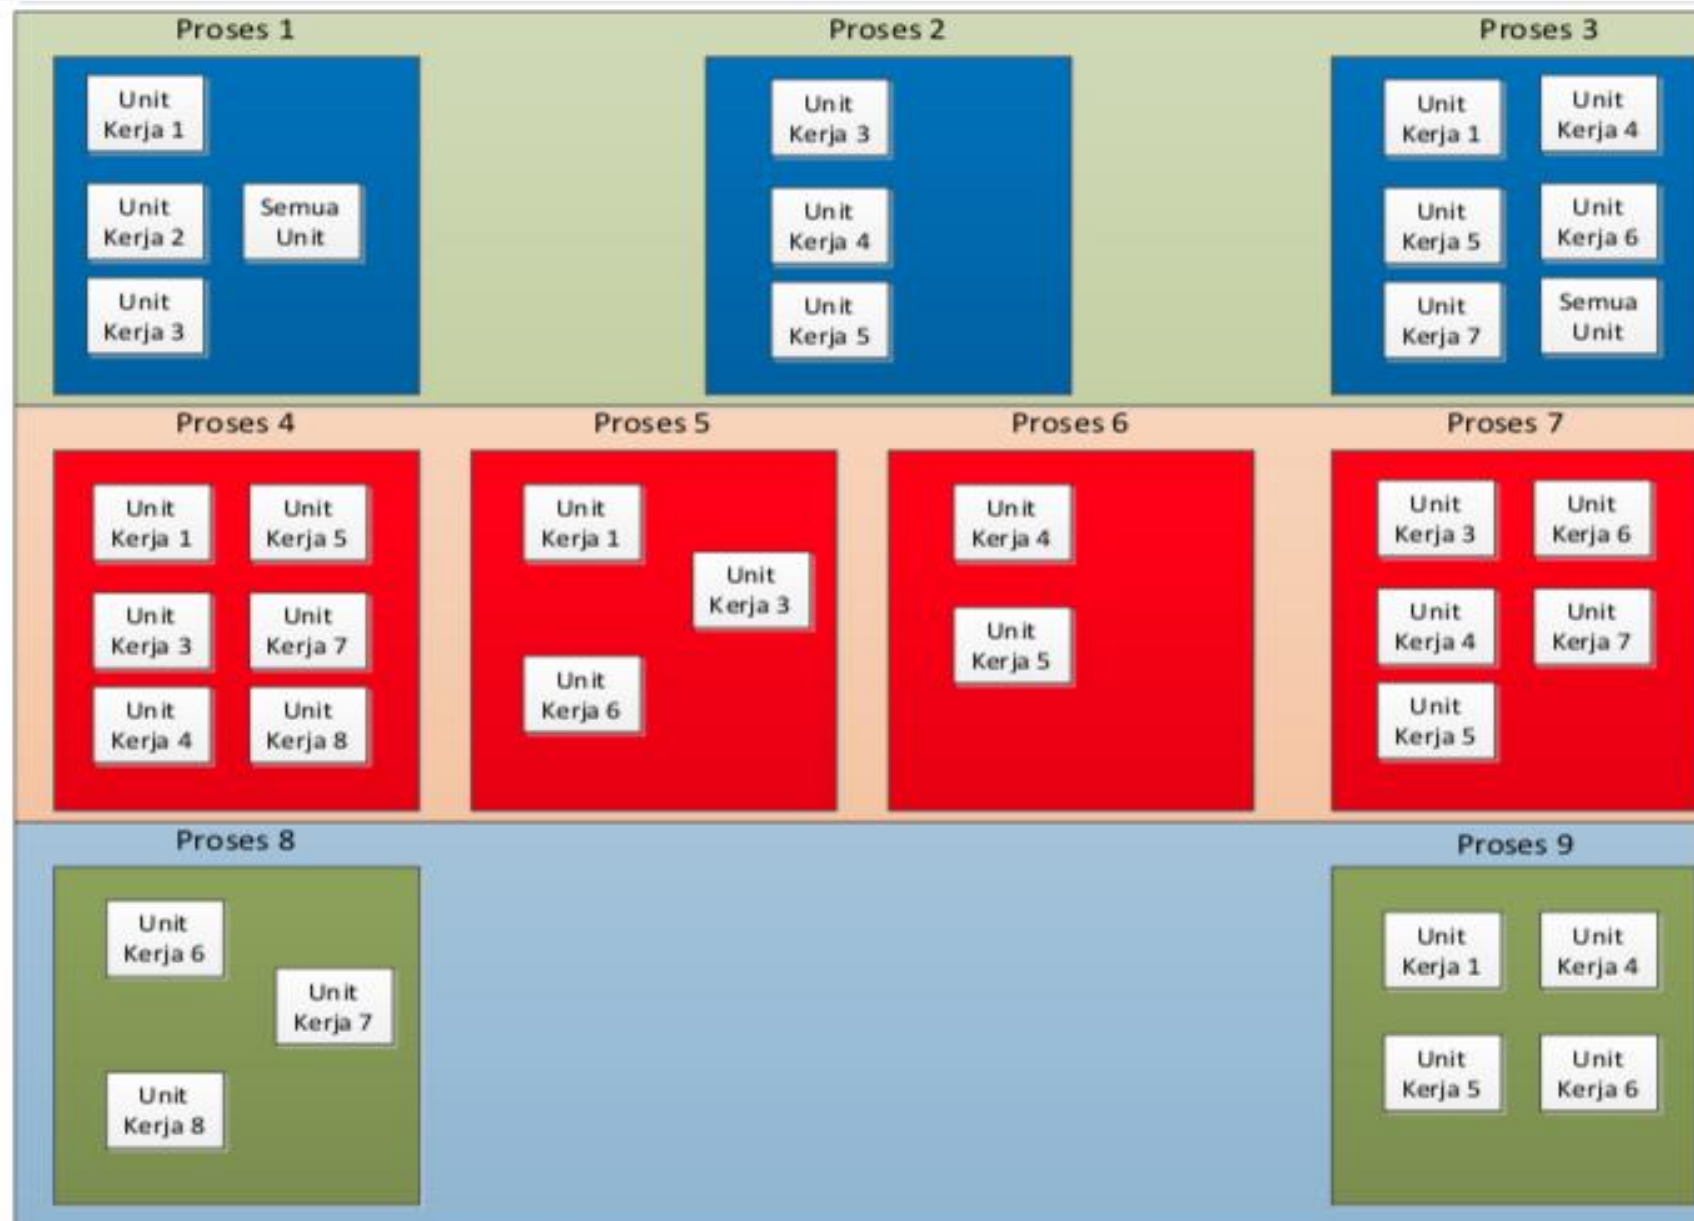 Proses 1
Unit
Kerja 1
Unit
Kerja 2
Semua
Unit
Unit
Kerja 3
Proses 2
Unit
Kerja 3
Unit
Kerja 4
Unit
Kerja 5
Proses 3
Unit
Kerja 1
Unit
Kerja 4
Unit
Kerja 5
Unit
Kerja 6
Unit
Kerja 7
Semua
Unit
Proses 4
Unit
Kerja 1
Unit
Kerja 5
Unit
Kerja 3
Unit
Kerja 7
Unit
Kerja 4
Unit
Kerja 8
Proses 5
Unit
Kerja 1
Unit
Kerja 3
Unit
Kerja 6
Proses 6
Unit
Kerja 4
Unit
Kerja 5
Proses 7
Unit
Kerja 3
Unit
Kerja 6
Unit
Kerja 4
Unit
Kerja 7
Unit
Kerja 5
Proses 8
Unit
Kerja 6
Unit
Kerja 7
Unit
Kerja 8
Proses 9
Unit
Kerja 1
Unit
Kerja 4
Unit
Kerja 5
Unit
Kerja 6